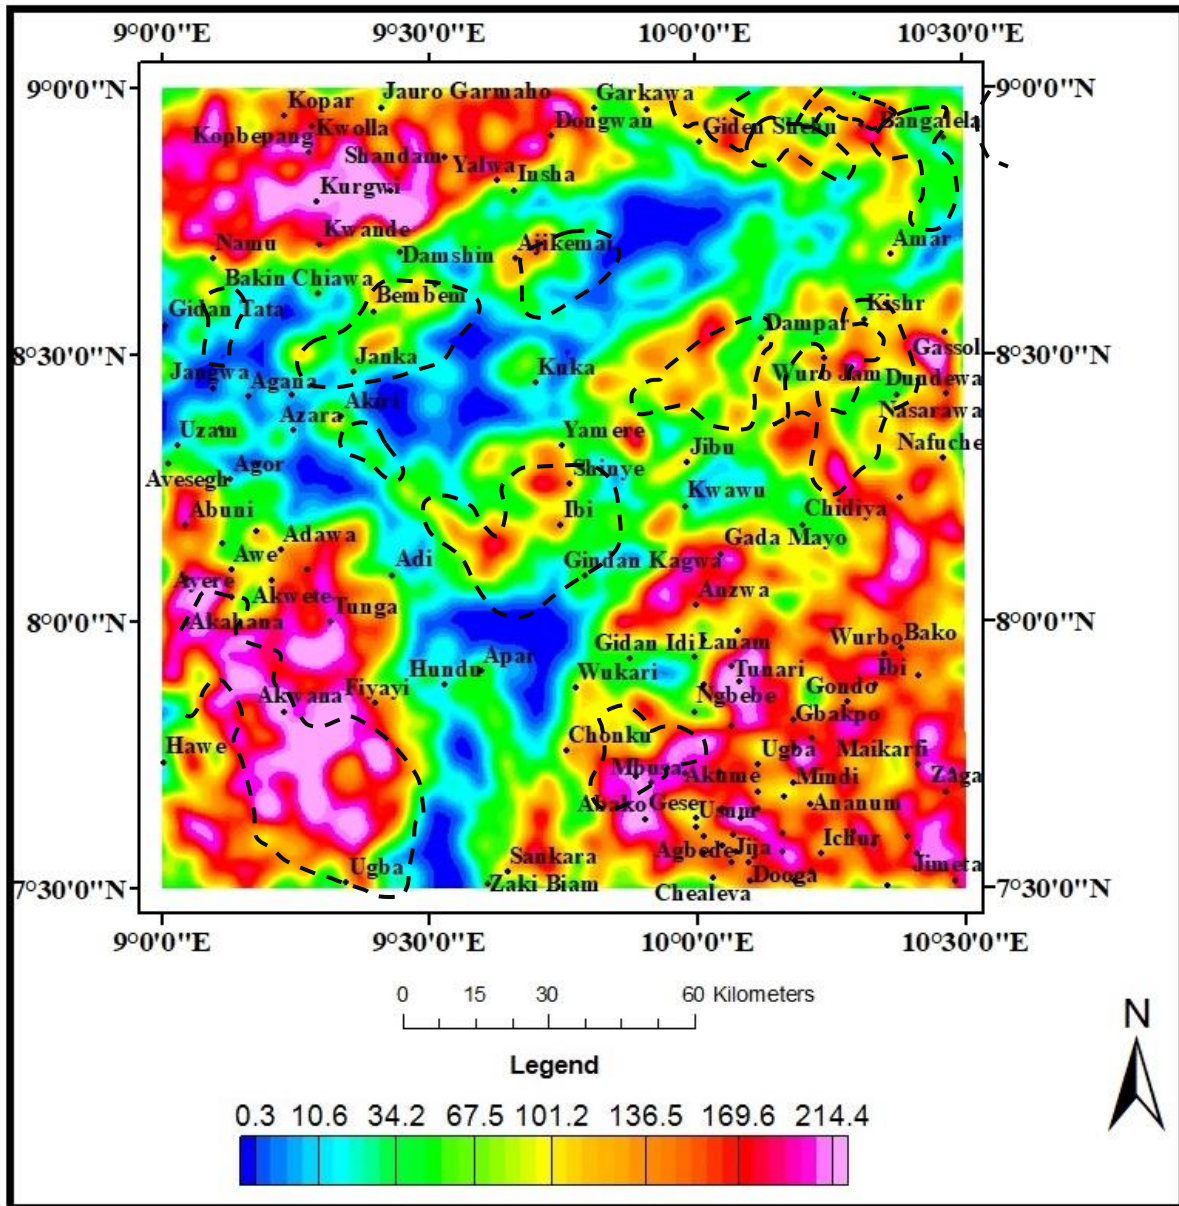 9°0'0"E 9°30'0"E 10°00'E 10°30'0"E
9°0'0"N 9°0'0"N
Kopar Jauro Garmaho Garkawa
Kopbepang Kwolla Dongwan Giden Shehu Bangalela
Shandam Yalwa Insha
Kurgwi
Namu Kwande Damshin Ajikemai Amar
Bakin Chiawa
Gidan Tata Bembem Kishr
Dampar
8°30'0"N Janka Kuka Gassol 8°30'0"N
Jangwa Agana Wurb Jam Dundewa
Azara Akiri Nasarawa
Uzam Yamere Jibu Nafuche
Agor Shinye
Avesegh Kwawu
Abuni Ibi Chidiya
Adawa Gada Mayo
Awe Adi Gindan Kagwa
Ayere Akwete Anzwa
Tunga
8°0'0"N Akahana 8°0'0"N
Gidan Idi Lanam Wurbo Bako
Apar
Hundu Wukari Tunari Ibi
Akwana Fiyayi Ngbebe Gondo
Gbakpo
Hawe Chonku Ugba Maikarfi
Mbusa Akume Mindi Zaga
Abako Gese Usnm Ananum
Agbede Jija Ichur
Sankara
Ugba Dooga Jimeta
7°30'0"N Zaki Biam Chealeva 7°30'0"N
9°0'0"E 9°30'0"E 10°00'E 10°30'0"E
0 15 30 60 Kilometers
N
Legend
0.3 10.6 34.2 67.5 101.2 136.5 169.6 214.4